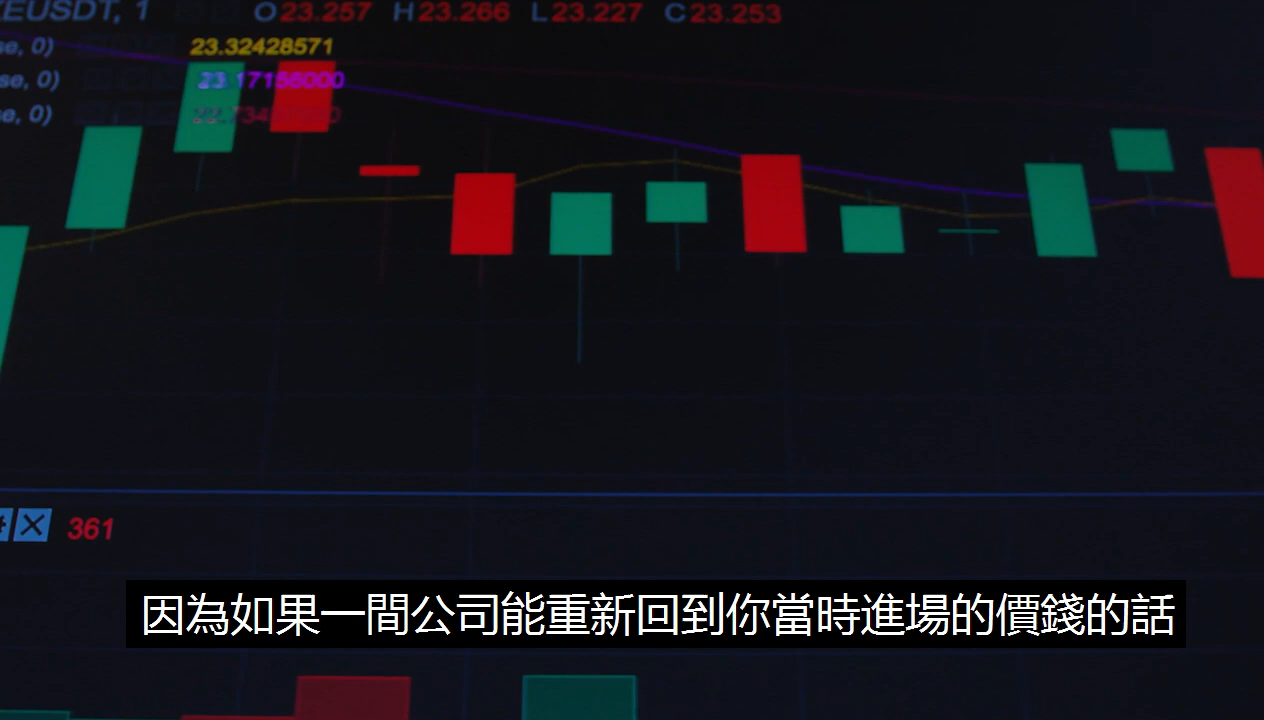 EUSDT, 1 O23.257 H23.266 L23.227 C23.253
se, 0) 23.32428571
se, 0) 23.17156000
e, 0)
361
因為如果一間公司能重新回到你當時進場的價錢的話